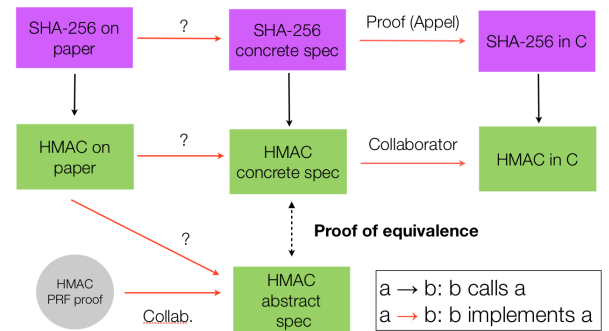 SHA-256 on
paper
?
SHA-256
concrete spec
Proof (Appel)
SHA-256 in C
HMAC on
paper
?
HMAC
concrete spec
Collaborator
HMAC in C
Proof of equivalence
?
HMAC
PRF proof
Collab.
HMAC
abstract
spec
a → b: b calls a
a → b: b implements a